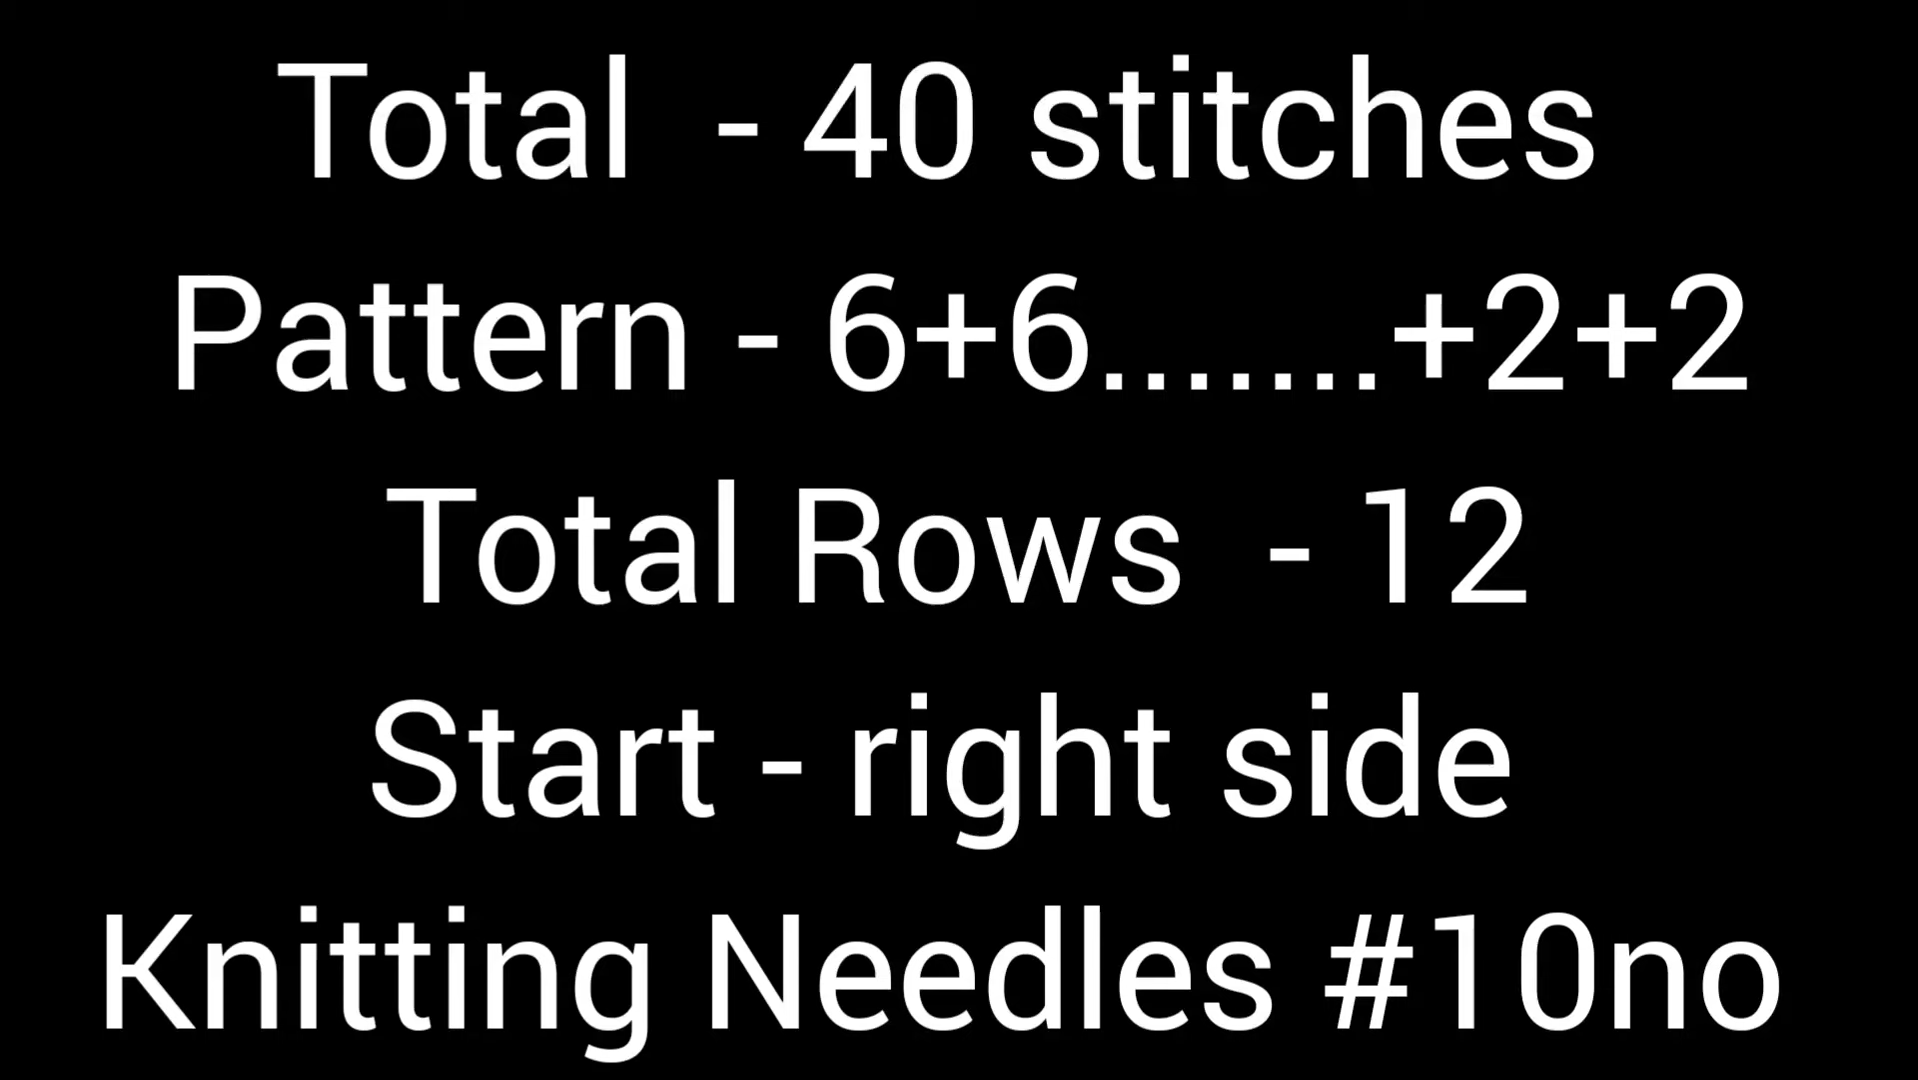 Total - 40 stitches
Pattern - 6+6.......+2+2
Total Rows - 12
Start - right side
Knitting Needles #10no